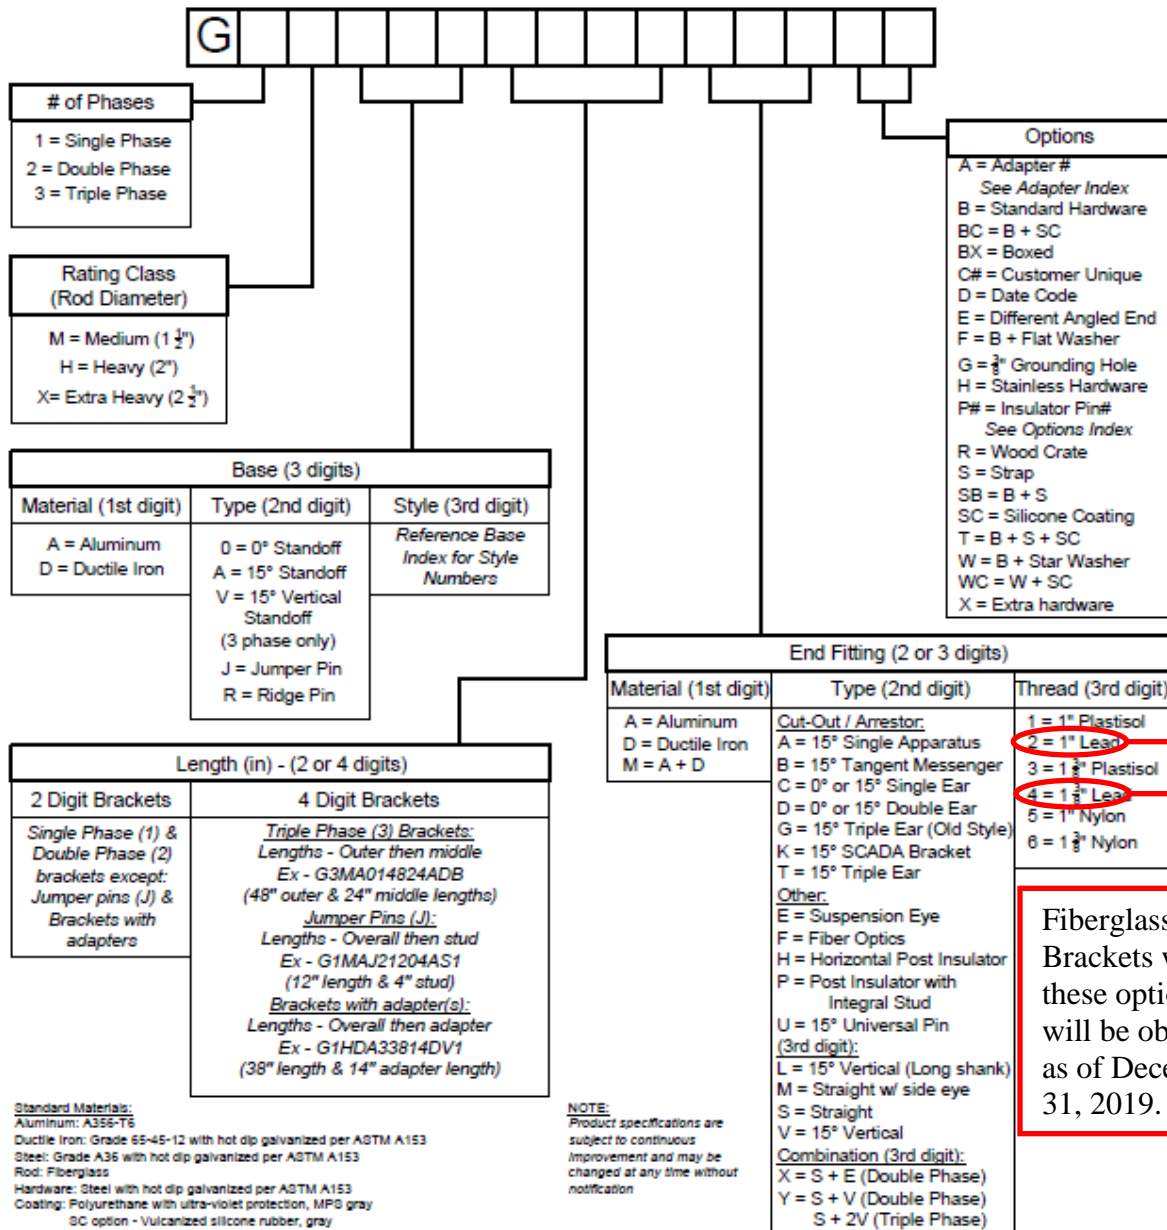 G
# of Phases
1 = Single Phase
2 = Double Phase
3 = Triple Phase
Rating Class
(Rod Diameter)
M = Medium (1 1/2")
H = Heavy (2")
X= Extra Heavy (2 1/2")
Base (3 digits)
Material (1st digit)
A = Aluminum
D = Ductile Iron
Type (2nd digit)
0 = 0° Standoff
A = 15° Standoff
V = 15° Vertical
Standoff
(3 phase only)
J = Jumper Pin
R = Ridge Pin
Style (3rd digit)
Reference Base
Index for Style
Numbers
Length (in) - (2 or 4 digits)
2 Digit Brackets
Single Phase (1) &
Double Phase (2)
brackets except:
Jumper pins (J) &
Brackets with
adapters
4 Digit Brackets
Triple Phase (3) Brackets:
Lengths - Outer then middle
Ex - G3MA014824ADB
(48" outer & 24" middle lengths)
Jumper Pins (J):
Lengths - Overall then stud
Ex - G1MAJ21204AS1
(12" length & 4" stud)
Brackets with adapter(s):
Lengths - Overall then adapter
Ex - G1HDA33814DV1
(38" length & 14" adapter length)
Options
A = Adapter #
See Adapter Index
B = Standard Hardware
BC = B + SC
BX = Boxed
C# = Customer Unique
D = Date Code
E = Different Angled End
F = B + Flat Washer
G = 3/8" Grounding Hole
H = Stainless Hardware
P# = Insulator Pin#
See Options Index
R = Wood Crate
S = Strap
SB = B + S
SC = Silicone Coating
T = B + S + SC
W = B + Star Washer
WC = W + SC
X = Extra hardware
End Fitting (2 or 3 digits)
Material (1st digit)
A = Aluminum
D = Ductile Iron
M = A + D
Type (2nd digit)
Cut-Out / Arrestor:
A = 15° Single Apparatus
B = 15° Tangent Messenger
C = 0° or 15° Single Ear
D = 0° or 15° Double Ear
G = 15° Triple Ear (Old Style)
K = 15° SCADA Bracket
T = 15° Triple Ear
Other:
E = Suspension Eye
F = Fiber Optics
H = Horizontal Post Insulator
P = Post Insulator with
Integral Stud
U = 15° Universal Pin
(3rd digit):
L = 15° Vertical (Long shank)
M = Straight w/ side eye
S = Straight
V = 15° Vertical
Combination (3rd digit):
X = S + E (Double Phase)
Y = S + V (Double Phase)
S + 2V (Triple Phase)
Thread (3rd digit)
1 = 1" Plastisol
2 = 1" Lead
3 = 1 3/8" Plastisol
4 = 1 3/8" Lead
5 = 1" Nylon
6 = 1 3/8" Nylon
Fiberglass
Brackets
these
will be
as of
31, 2019.
Standard Materials:
Aluminum: A356-T6
Ductile Iron: Grade 65-45-12 with hot dip galvanized per ASTM A153
Steel: Grade A36 with hot dip galvanized per ASTM A153
Rod: Fiberglass
Hardware: Steel with hot dip galvanized per ASTM A153
Coating: Polyurethane with ultra-violet protection, MPS gray
SC option - Vulcanized silicone rubber, gray
NOTE:
Product specifications are
subject to continuous
improvement and may be
changed at any time without
notification